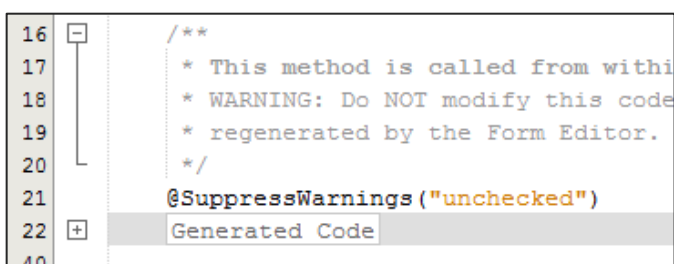 16 /**
17 * This method is called from withi
18 * WARNING: Do NOT modify this code
19 * regenerated by the Form Editor.
20 */
21 @SuppressWarnings("unchecked")
22 Generated Code
40